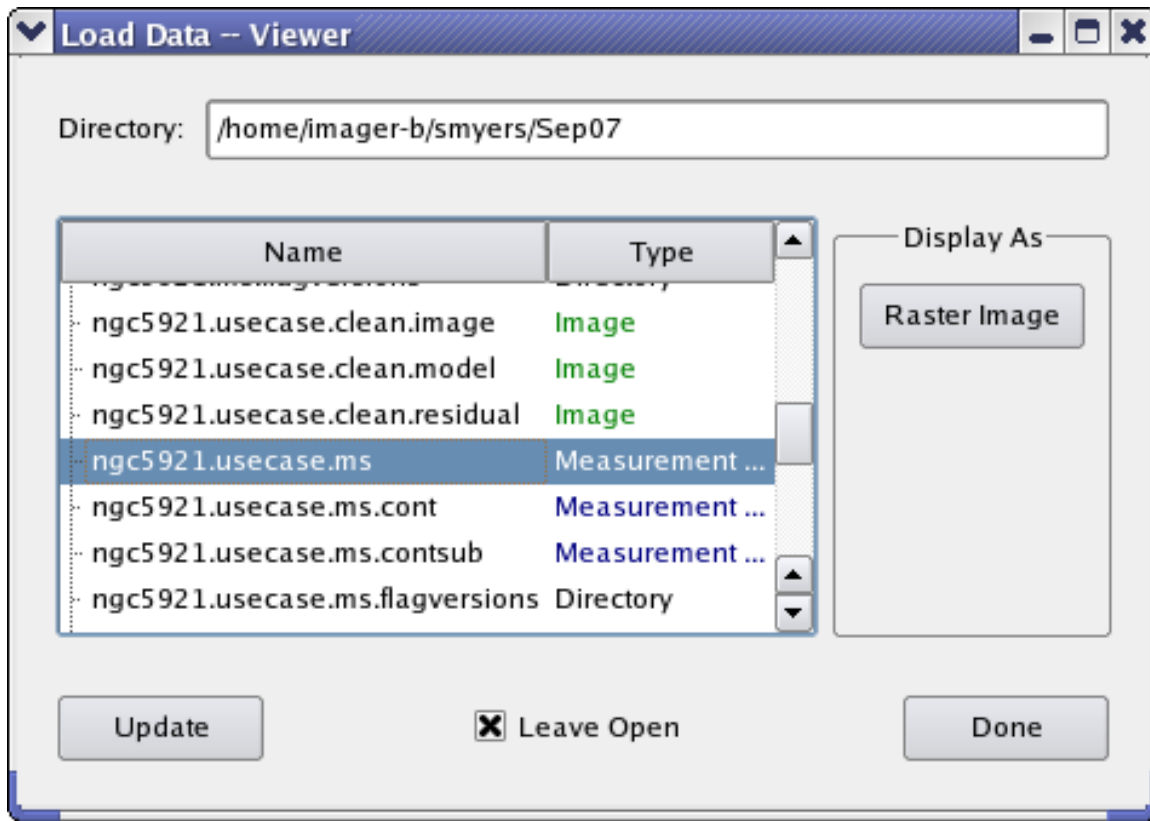 Load Data -- Viewer
Directory: /home/imager-b/smyers/Sep07
Name Type
Directory
ngc5921.usecase.clean.image Image
ngc5921.usecase.clean.model Image
ngc5921.usecase.clean.residual Image
ngc5921.usecase.ms Measurement ...
ngc5921.usecase.ms.cont Measurement ...
ngc5921.usecase.ms.contsub Measurement ...
ngc5921.usecase.ms.flagversions Directory
Display As
Raster Image
Update
Leave Open
Done